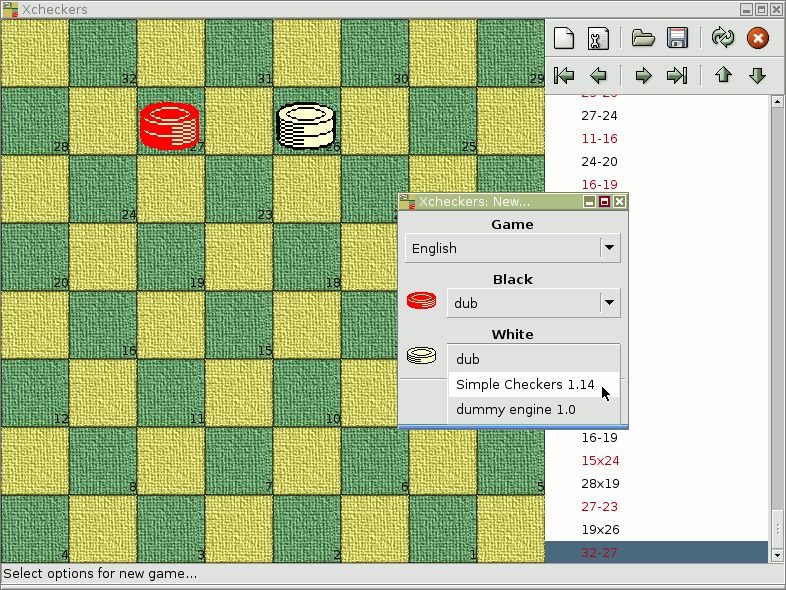 Xcheckers
32 31 30 29
27-24
28 27 26 25
11-16
24-20
16-19
24 23
Xcheckers: New...
Game
English
20 19 18
Black
dub
White
16 15
dub
Simple Checkers 1.14
dummy engine 1.0
12 11 10
16-19
15x24
28x19
8 7 6 5
27-23
19x26
4 3 2 1
32-27
Select options for new game...